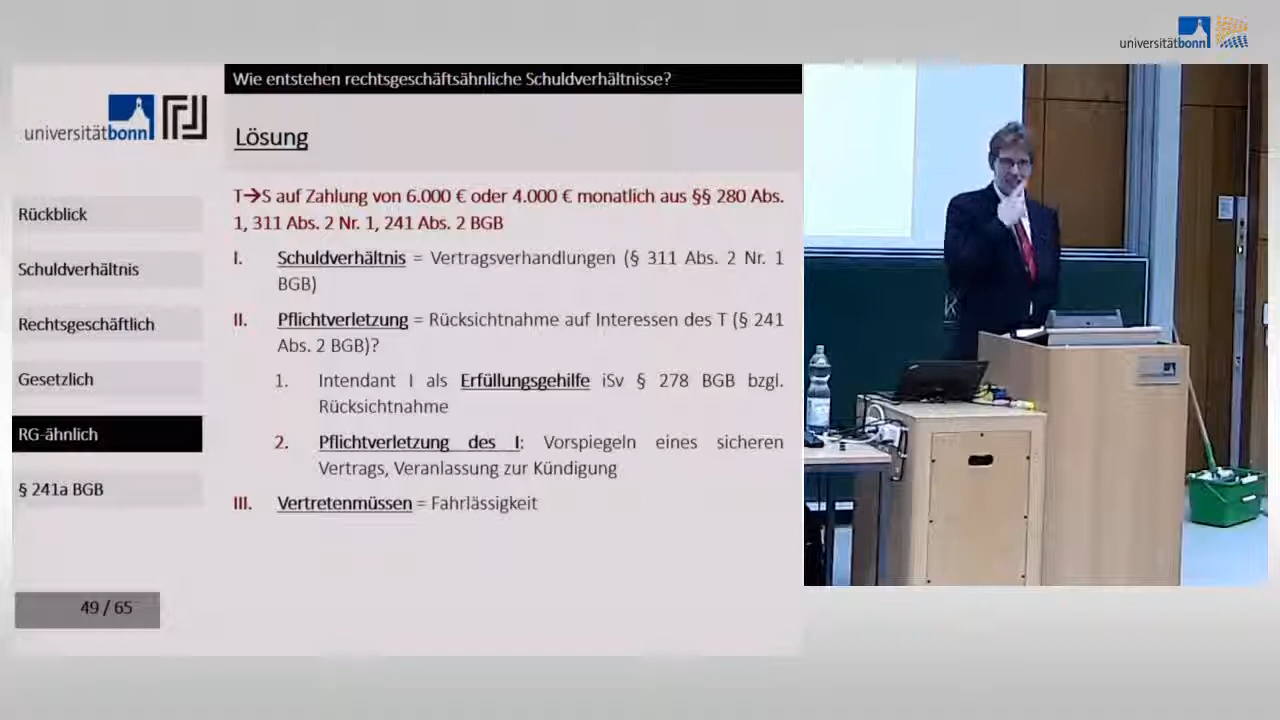 universitätbonn
Wie entstehen rechtsgeschäftsähnliche Schuldverhältnisse?
universitätbonn
Lösung
T→S auf Zahlung von 6.000 € oder 4.000 € monatlich aus §§ 280 Abs.
1, 311 Abs. 2 Nr. 1, 241 Abs. 2 BGB
I. Schuldverhältnis = Vertragsverhandlungen (§ 311 Abs. 2 Nr. 1
BGB)
II. Pflichtverletzung = Rücksichtnahme auf Interessen des T (§ 241
Abs. 2 BGB)?
1. Intendant I als Erfüllungsgehilfe iSv § 278 BGB bzgl.
Rücksichtnahme
2. Pflichtverletzung des I: Vorspiegeln eines sicheren
Vertrags, Veranlassung zur Kündigung
III. Vertretenmüssen = Fahrlässigkeit
Rückblick
Schuldverhältnis
Rechtsgeschäftlich
Gesetzlich
RG-ähnlich
§ 241a BGB
49 / 65